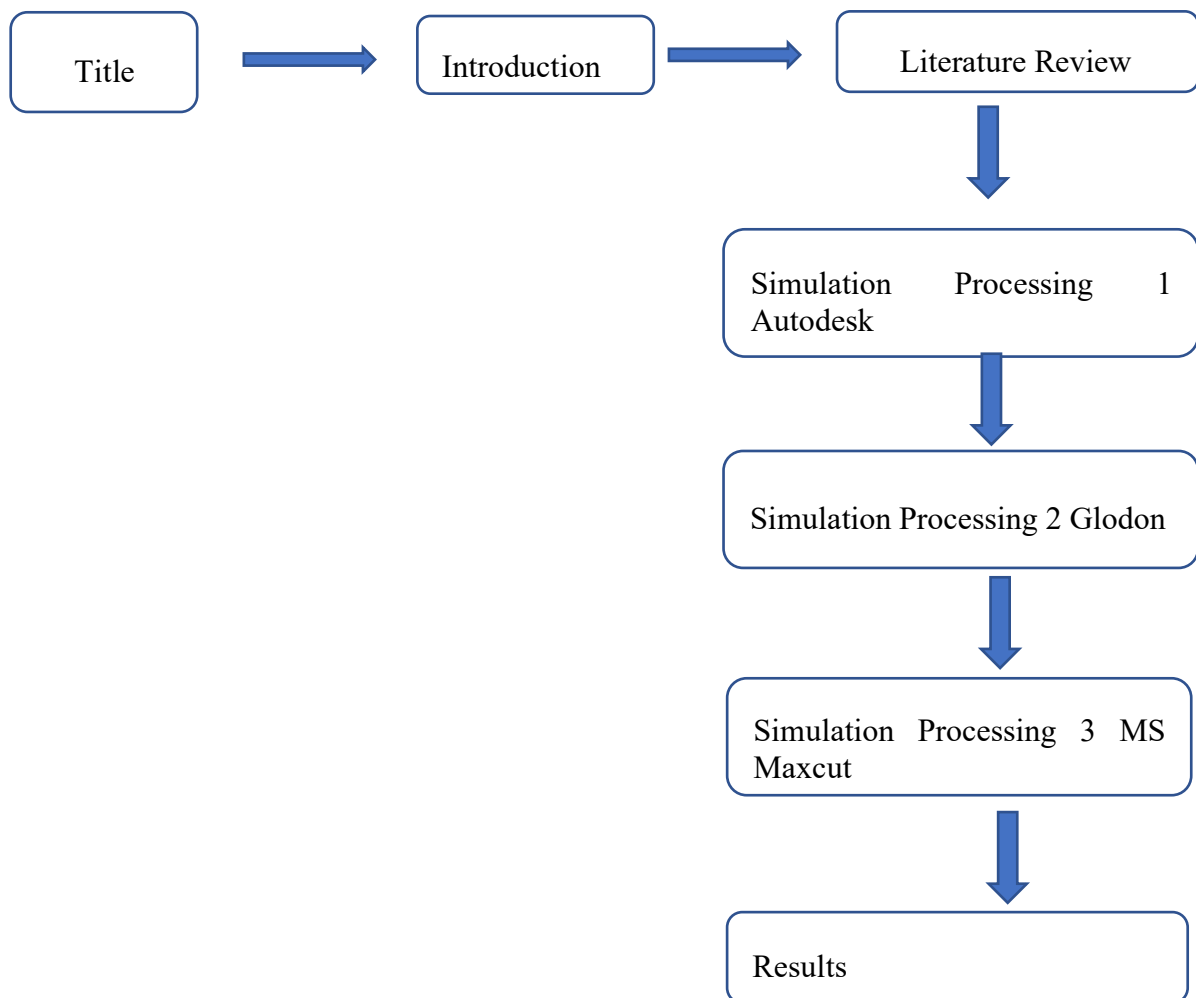 Title
Introduction
Literature Review
Simulation Processing 1
Autodesk
Simulation Processing 2 Glodon
Simulation Processing 3 MS
Maxcut
Results